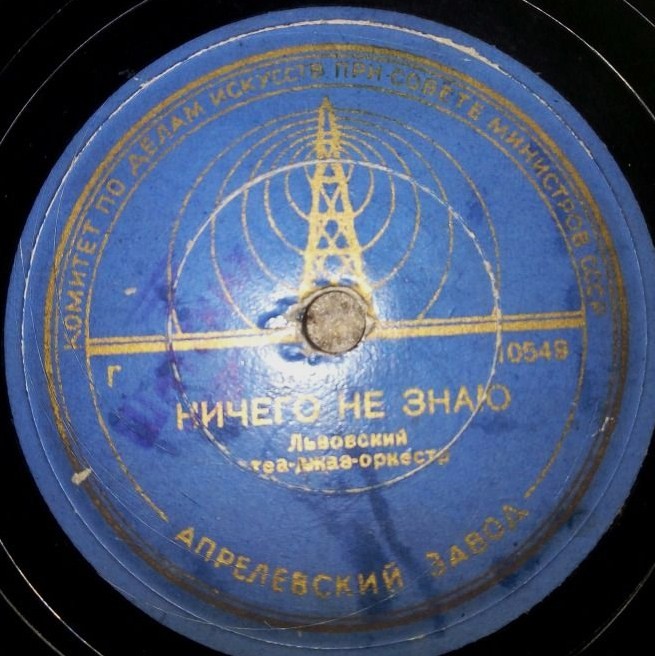 КОМИТЕТ ПО ДЕЛАМ ИСКУССТВ ПРИ СОВЕТЕ МИНИСТРОВ СССР
Г 10549
НИЧЕГО НЕ ЗНАЮ
Львовский
теа-джаз-оркестр
АПРЕЛЕВСКИЙ ЗАВОД